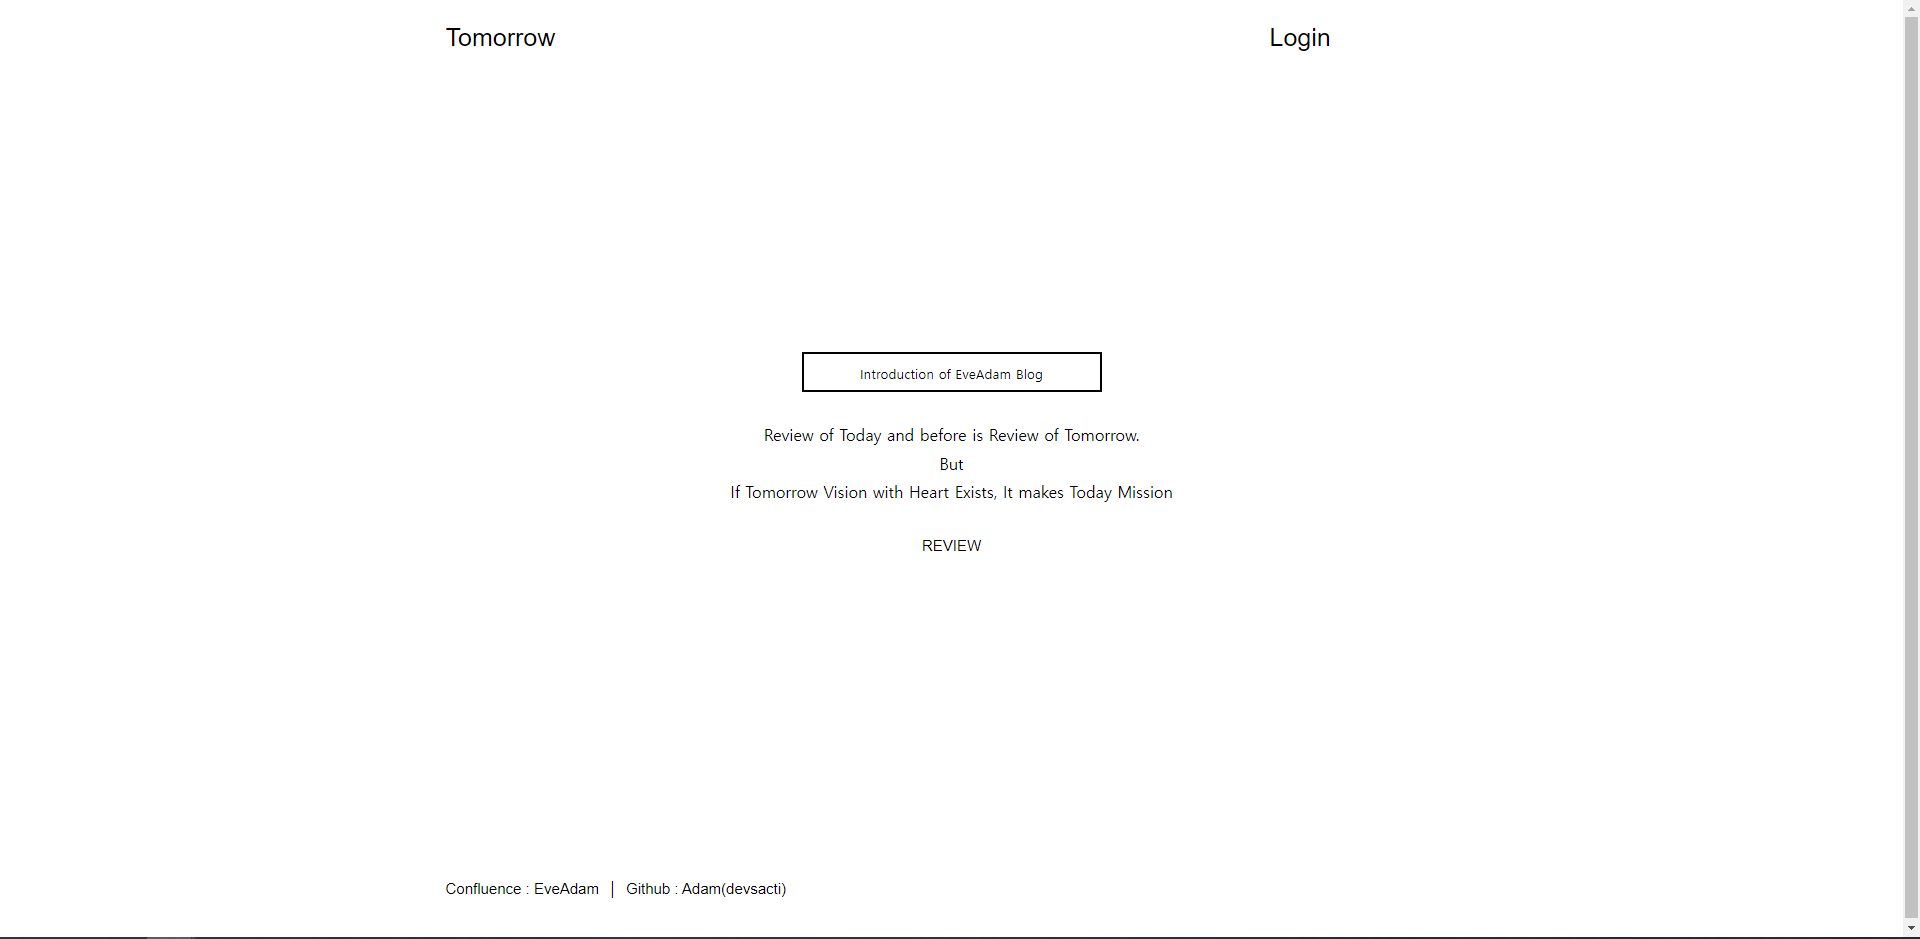 Tomorrow Login
Introduction of EveAdam Blog
Review of Today and before is Review of Tomorrow.
But
If Tomorrow Vision with Heart Exists, It makes Today Mission
REVIEW
Confluence : EveAdam | Github : Adam(devsacti)